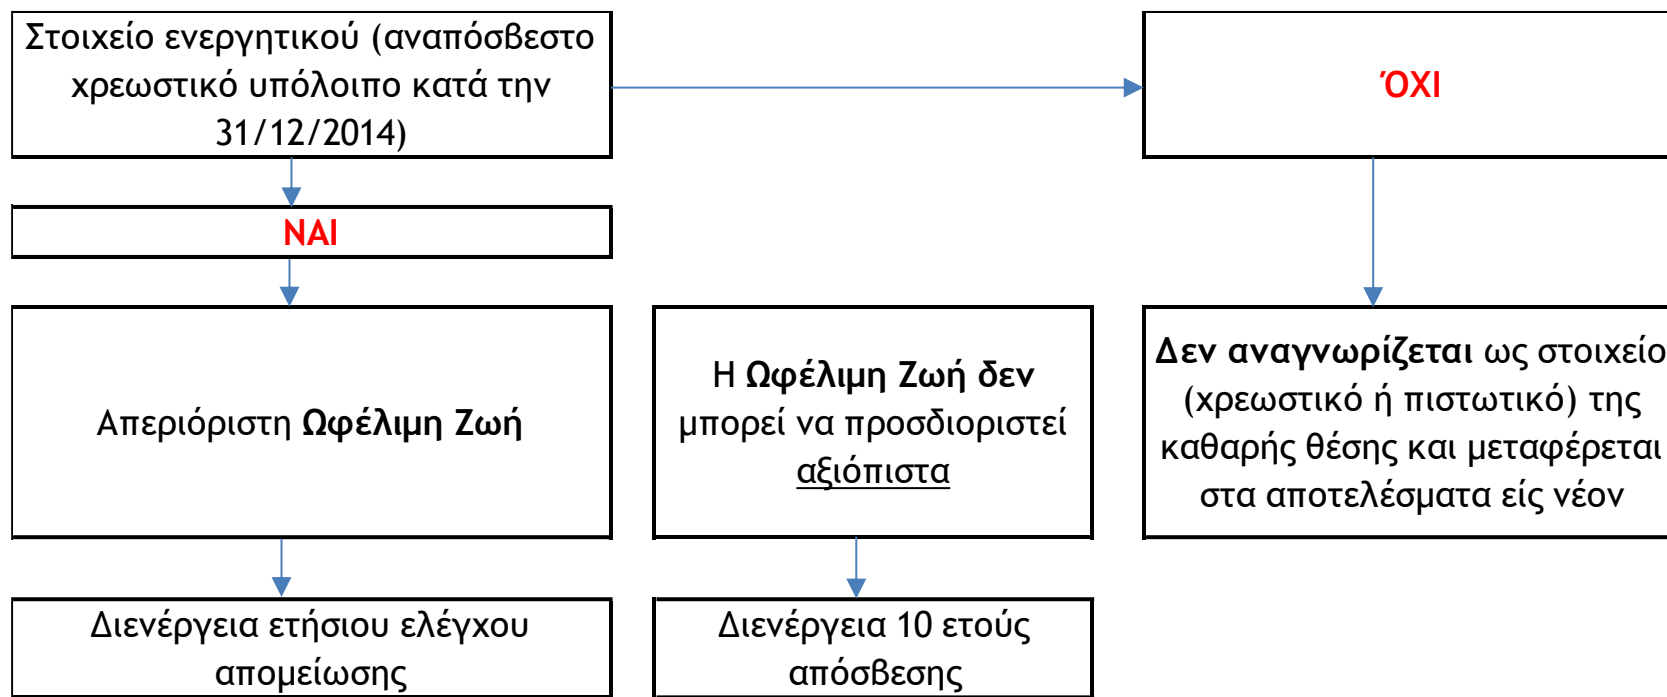 Στοιχείο ενεργητικού (αναπόσβεστο
χρεωστικό υπόλοιπο κατά την
31/12/2014)
ΌΧΙ
ΝΑΙ
Απεριόριστη Ωφέλιμη Ζωή
Η Ωφέλιμη Ζωή δεν
μπορεί να προσδιοριστεί
αξιόπιστα
Δεν αναγνωρίζεται ως στοιχείο
(χρεωστικό ή πιστωτικό) της
καθαρής θέσης και μεταφέρεται
στα αποτελέσματα είς νέον
Διενέργεια ετήσιου ελέγχου
απομείωσης
Διενέργεια 10 ετούς
απόσβεσης